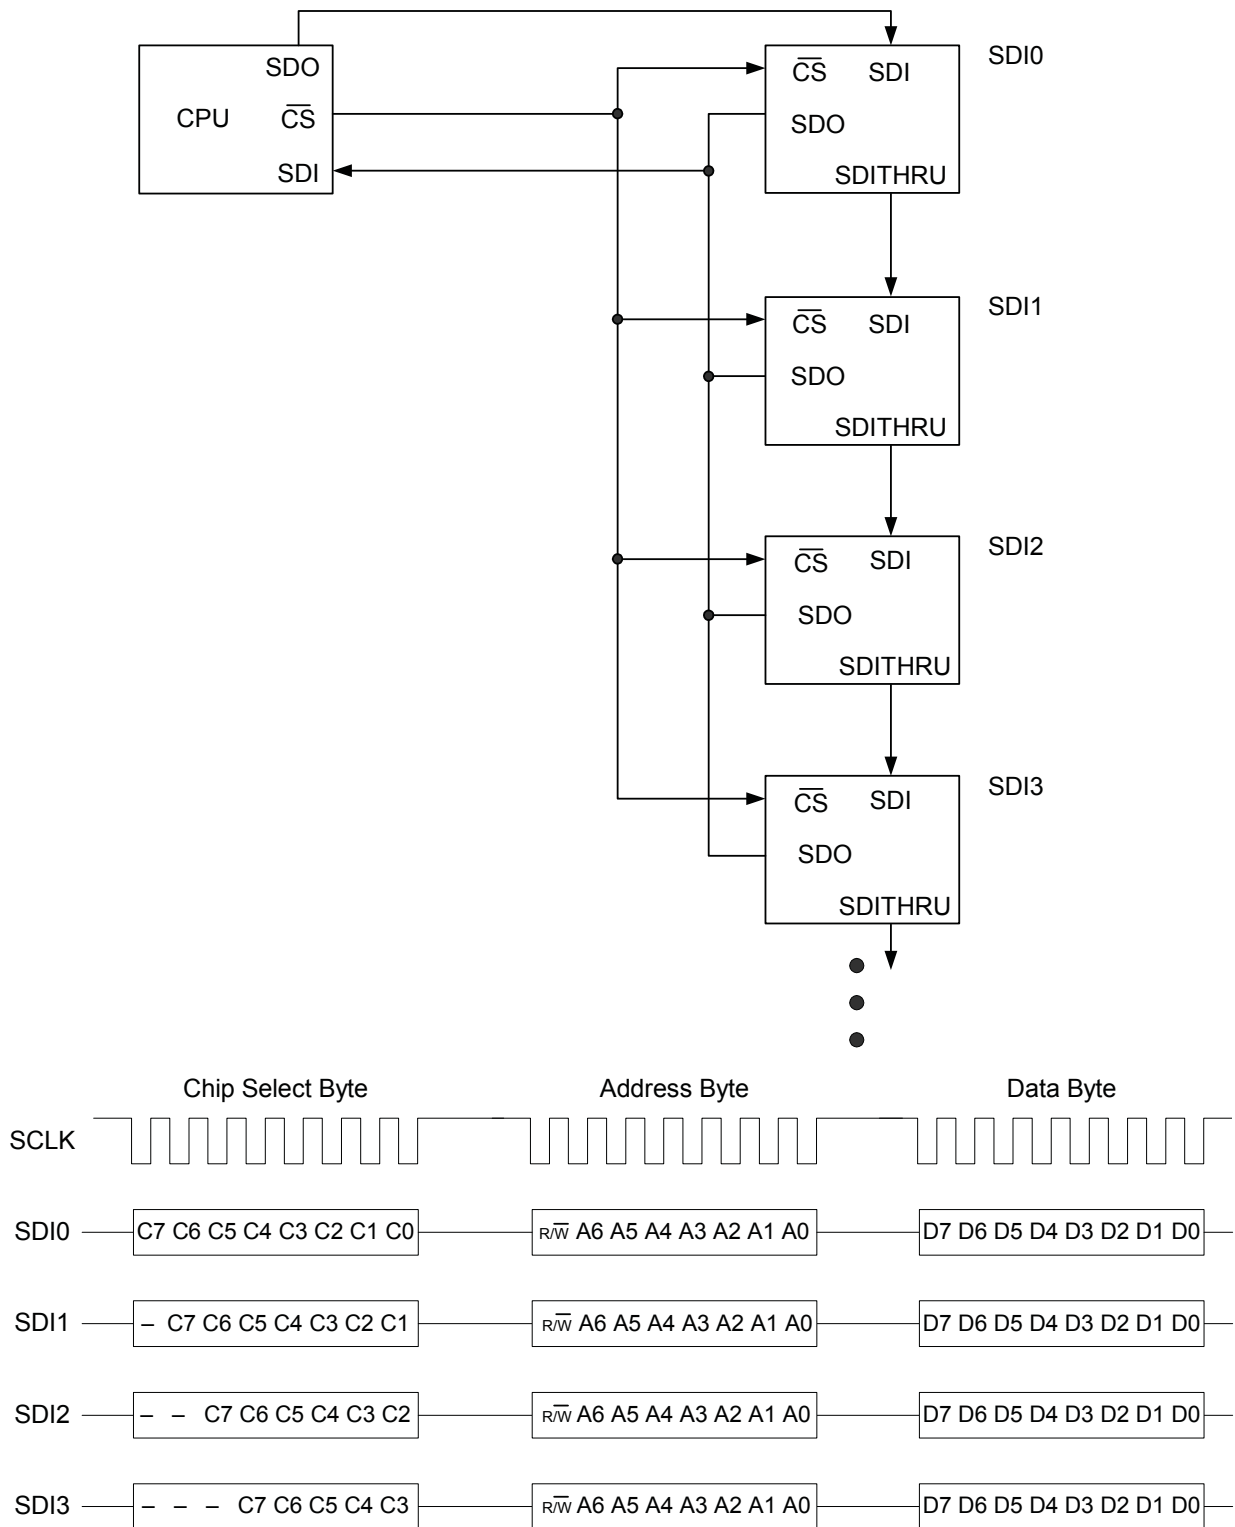 SDO
CPU
C̅S̅
SDI
C̅S̅ SDI
SDO
SDITHRU
SDI0
C̅S̅ SDI
SDO
SDITHRU
SDI1
C̅S̅ SDI
SDO
SDITHRU
SDI2
C̅S̅ SDI
SDO
SDITHRU
SDI3
Chip Select Byte Address Byte Data Byte
SCLK
SDI0 C7 C6 C5 C4 C3 C2 C1 C0 R/W̅ A6 A5 A4 A3 A2 A1 A0 D7 D6 D5 D4 D3 D2 D1 D0
SDI1 – C7 C6 C5 C4 C3 C2 C1 R/W̅ A6 A5 A4 A3 A2 A1 A0 D7 D6 D5 D4 D3 D2 D1 D0
SDI2 – – C7 C6 C5 C4 C3 C2 R/W̅ A6 A5 A4 A3 A2 A1 A0 D7 D6 D5 D4 D3 D2 D1 D0
SDI3 – – – C7 C6 C5 C4 C3 R/W̅ A6 A5 A4 A3 A2 A1 A0 D7 D6 D5 D4 D3 D2 D1 D0